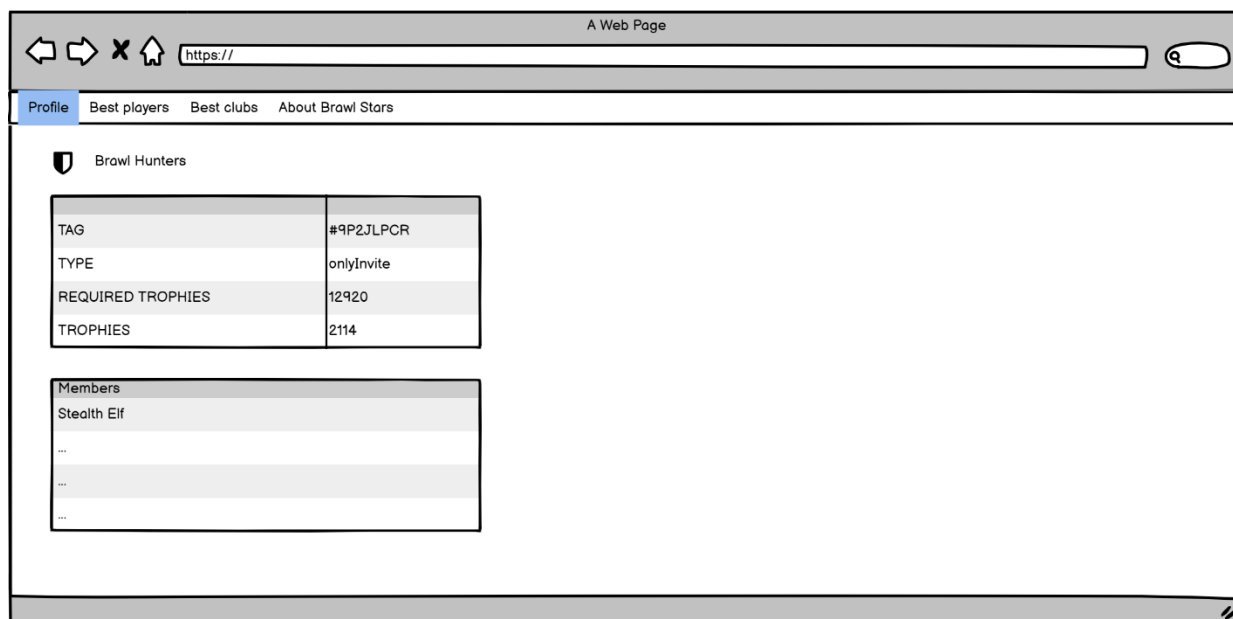 A Web Page
https://
Profile Best players Best clubs About Brawl Stars
Brawl Hunters
TAG #9P2JLPCR
TYPE onlyInvite
REQUIRED TROPHIES 12920
TROPHIES 2114
Members
Stealth Elf
...
...
...